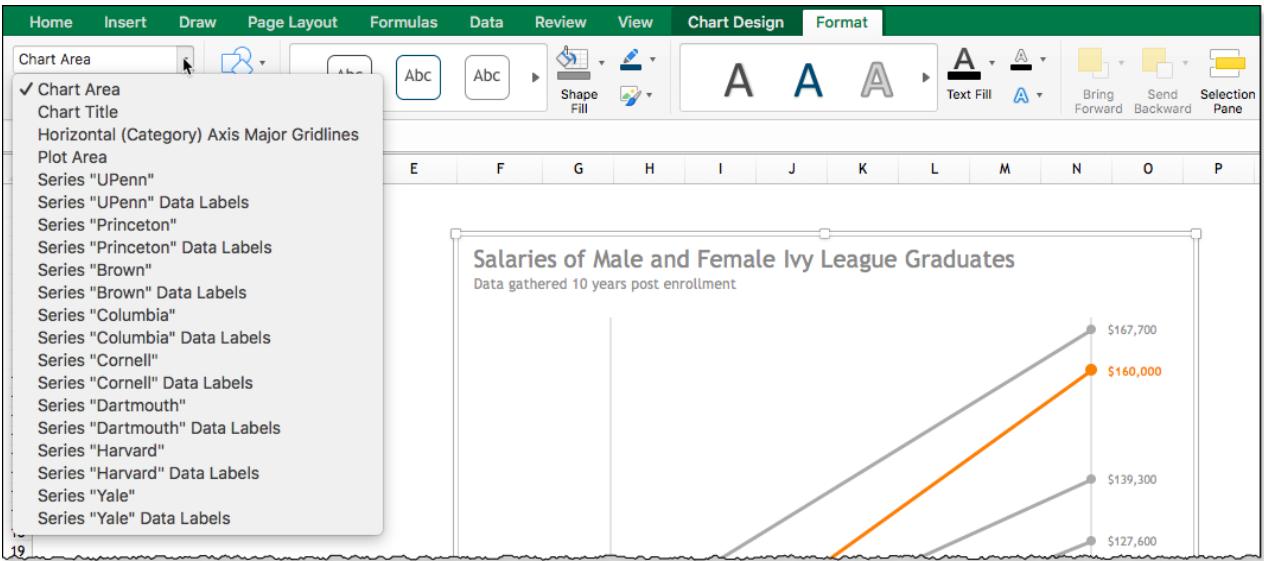 Home Insert Draw Page Layout Formulas Data Review View Chart Design Format
Chart Area
Abc Abc Abc
Shape Fill
A A A
A A
A
Text Fill
Bring Forward
Send Backward
Selection Pane
✓ Chart Area
Chart Title
Horizontal (Category) Axis Major Gridlines
Plot Area
Series "UPenn"
Series "UPenn" Data Labels
Series "Princeton"
Series "Princeton" Data Labels
Series "Brown"
Series "Brown" Data Labels
Series "Columbia"
Series "Columbia" Data Labels
Series "Cornell"
Series "Cornell" Data Labels
Series "Dartmouth"
Series "Dartmouth" Data Labels
Series "Harvard"
Series "Harvard" Data Labels
Series "Yale"
Series "Yale" Data Labels
E F G H I J K L M N O P
19
Salaries of Male and Female Ivy League Graduates
Data gathered 10 years post enrollment
$167,700
$160,000
$139,300
$127,600